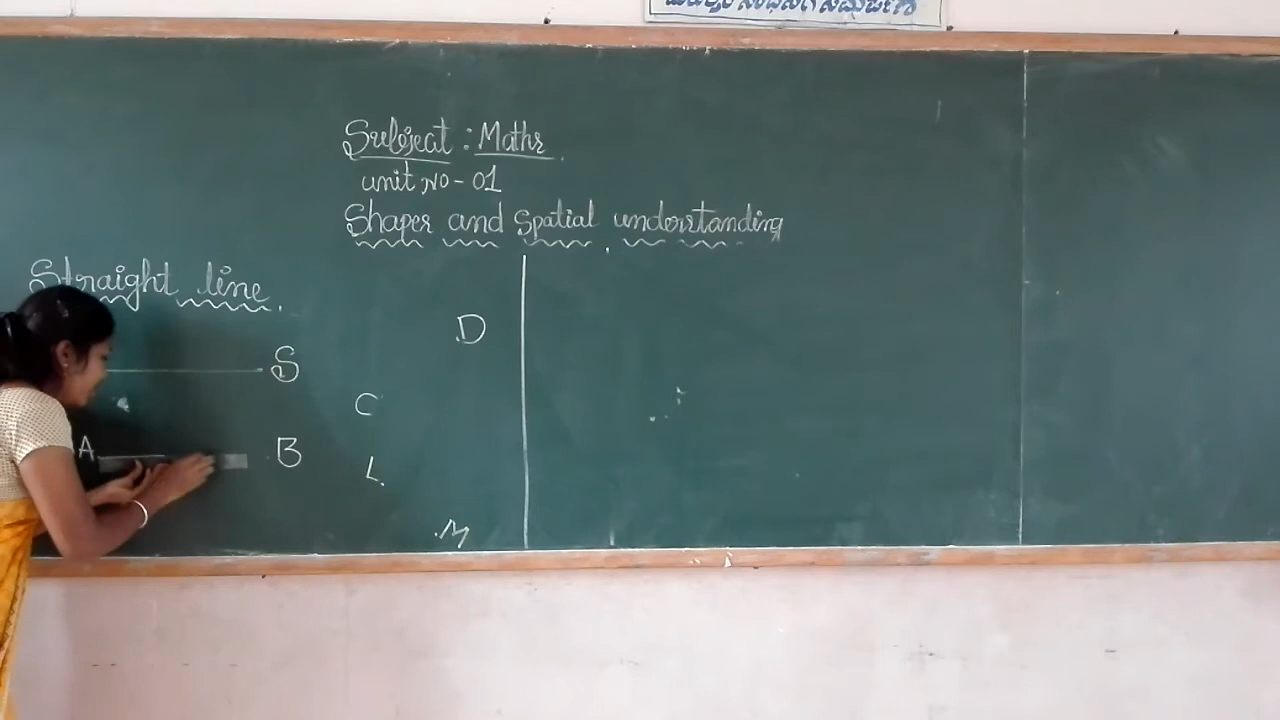 Subject : Maths
unit NO - 01
Shapes and Spatial understanding
Straight line.
S
D
C
A
B
L
M